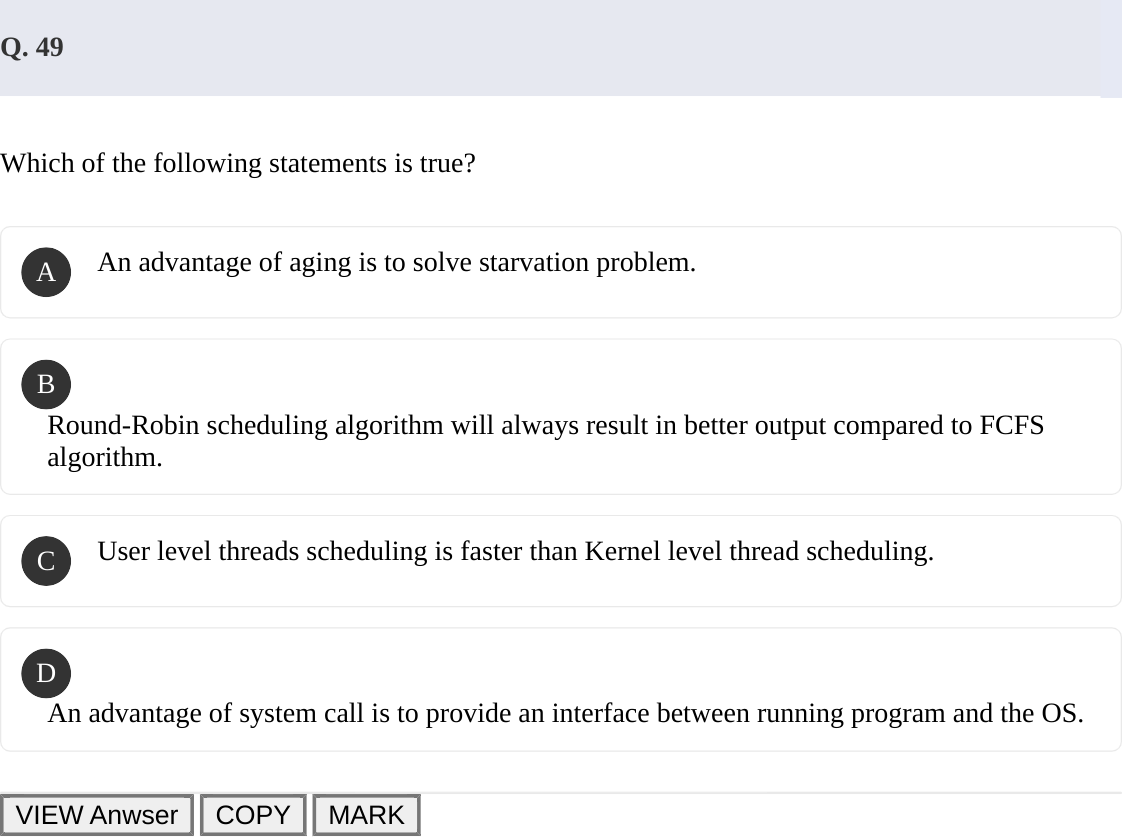 Q. 49
Which of the following statements is true?
A An advantage of aging is to solve starvation problem.
B
Round-Robin scheduling algorithm will always result in better output compared to FCFS
algorithm.
C User level threads scheduling is faster than Kernel level thread scheduling.
D
An advantage of system call is to provide an interface between running program and the OS.
VIEW Anwser COPY MARK